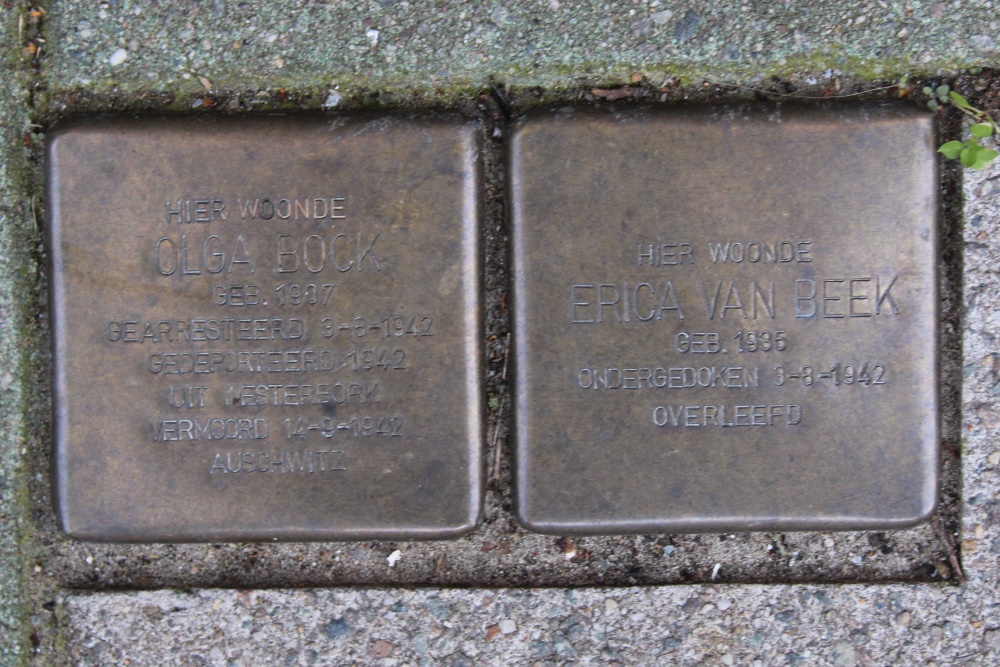 HIER WOONDE
OLGA BOCK
GEB. 1907
GEARRESTEERD 3-8-1942
GEDEPORTEERD 1942
UIT WESTERBORK
VERMOORD 14-9-1942
AUSCHWITZ
HIER WOONDE
ERICA VAN BEEK
GEB. 1935
ONDERGEDOKEN 3-8-1942
OVERLEEFD